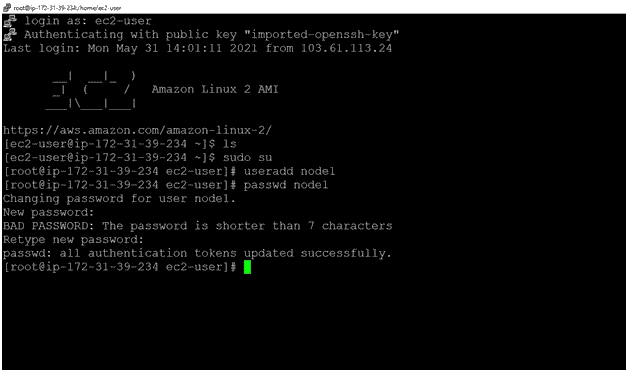 root@ip-172-31-39-234:/home/ec2-user
login as: ec2-user
Authenticating with public key "imported-openssh-key"
Last login: Mon May 31 14:01:11 2021 from 103.61.113.24
__|  __|_  )
_|  (     /   Amazon Linux 2 AMI
___|\___|___|
https://aws.amazon.com/amazon-linux-2/
[ec2-user@ip-172-31-39-234 ~]$ ls
[ec2-user@ip-172-31-39-234 ~]$ sudo su
[root@ip-172-31-39-234 ec2-user]# useradd node1
[root@ip-172-31-39-234 ec2-user]# passwd node1
Changing password for user node1.
New password:
BAD PASSWORD: The password is shorter than 7 characters
Retype new password:
passwd: all authentication tokens updated successfully.
[root@ip-172-31-39-234 ec2-user]#